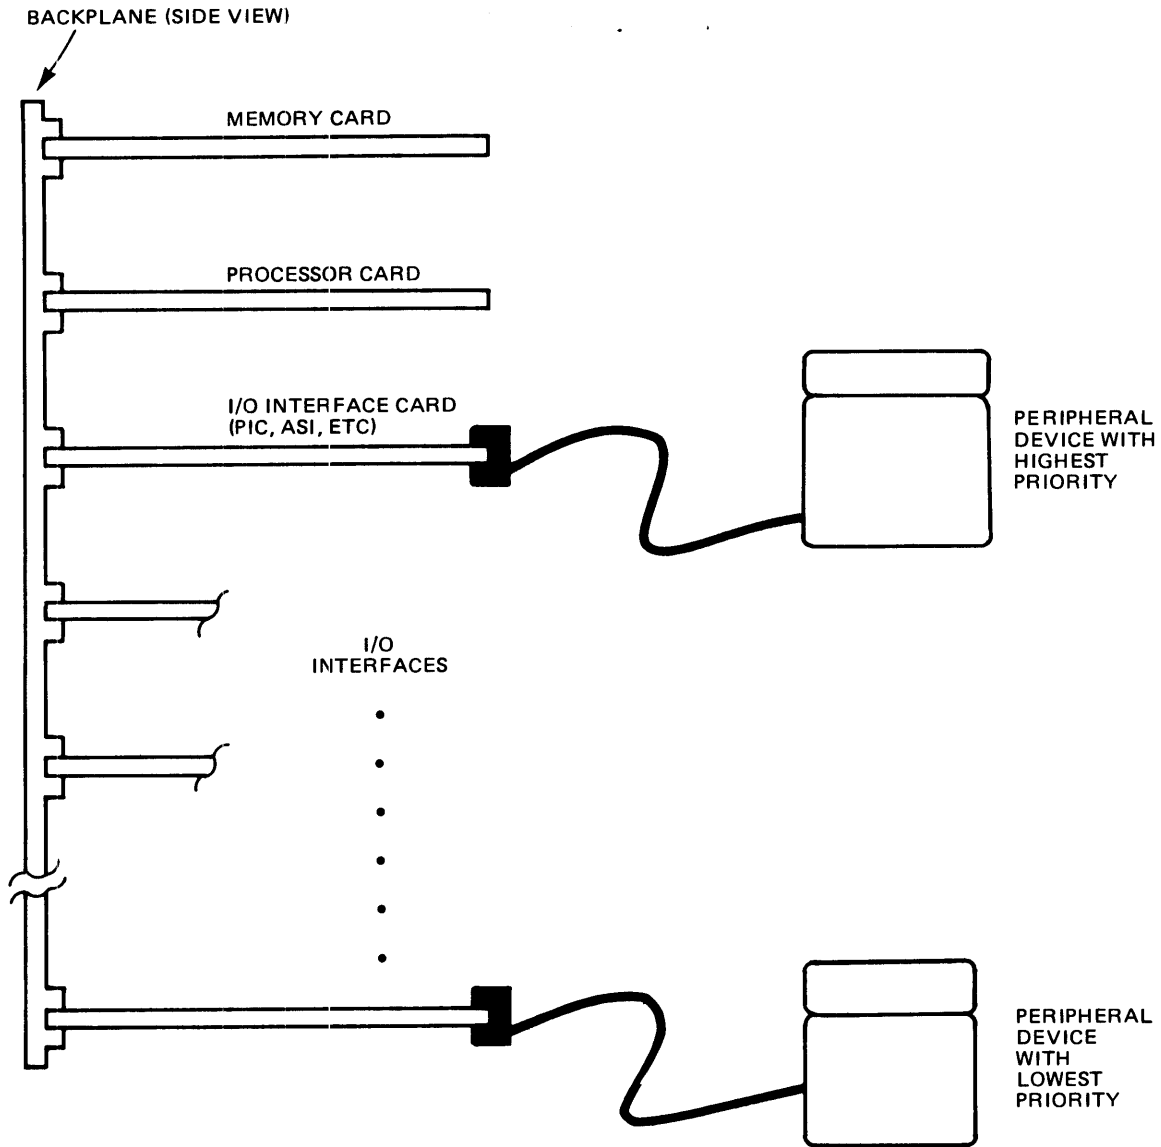 BACKPLANE (SIDE VIEW)
MEMORY CARD
PROCESSOR CARD
I/O INTERFACE CARD
(PIC, ASI, ETC)
PERIPHERAL
DEVICE WITH
HIGHEST
PRIORITY
I/O
INTERFACES
PERIPHERAL
DEVICE
WITH
LOWEST
PRIORITY